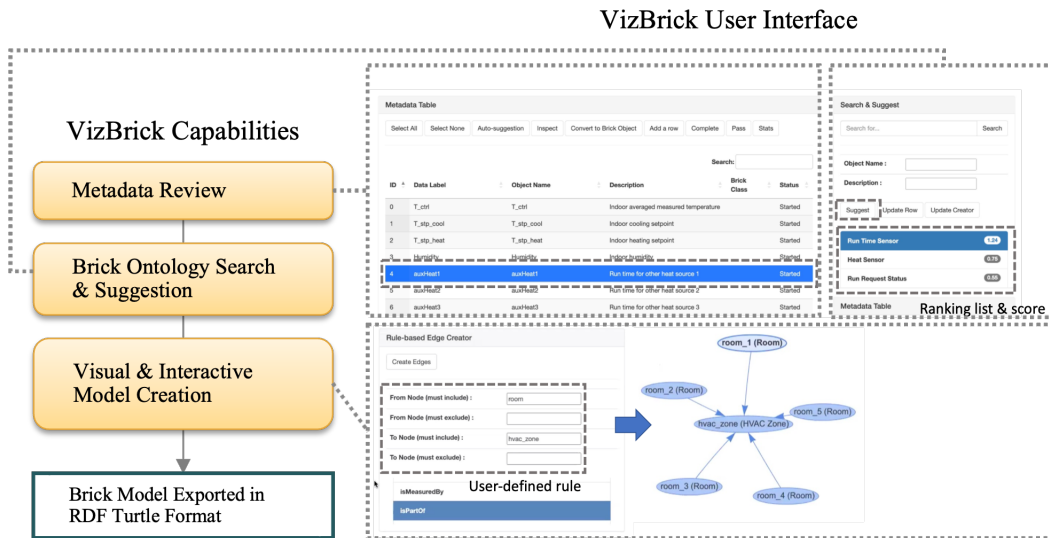 VizBrick User Interface
VizBrick Capabilities
Metadata Review
Brick Ontology Search
& Suggestion
Visual & Interactive
Model Creation
Brick Model Exported in
RDF Turtle Format
Metadata Table
Select All Select None Auto-suggestion Inspect Convert to Brick Object Add a row Complete Pass Stats
Search:
ID Data Label Object Name Description Brick Class Status
0 T_ctrl T_ctrl Indoor averaged measured temperature Started
1 T_stp_cool T_stp_cool Indoor cooling setpoint Started
2 T_stp_heat T_stp_heat Indoor heating setpoint Started
3 Humidity Humidity Indoor humidity Started
4 auxHeat1 auxHeat1 Run time for other heat source 1 Started
5 auxHeat2 auxHeat2 Run time for other heat source 2 Started
6 auxHeat3 auxHeat3 Run time for other heat source 3 Started
Search & Suggest
Search for... Search
Object Name :
Description :
Suggest Update Row Update Creator
Run Time Sensor 1.24
Heat Sensor
Run Request Status
Metadata Table
Ranking list & score
Rule-based Edge Creator
Create Edges
From Node (must include) : room
From Node (must exclude) :
To Node (must include) : hvac_zone
To Node (must exclude) :
User-defined rule
isMeasuredBy
isPartOf
room_1 (Room)
room_2 (Room)
room_5 (Room)
hvac_zone (HVAC Zone)
room_3 (Room)
room_4 (Room)